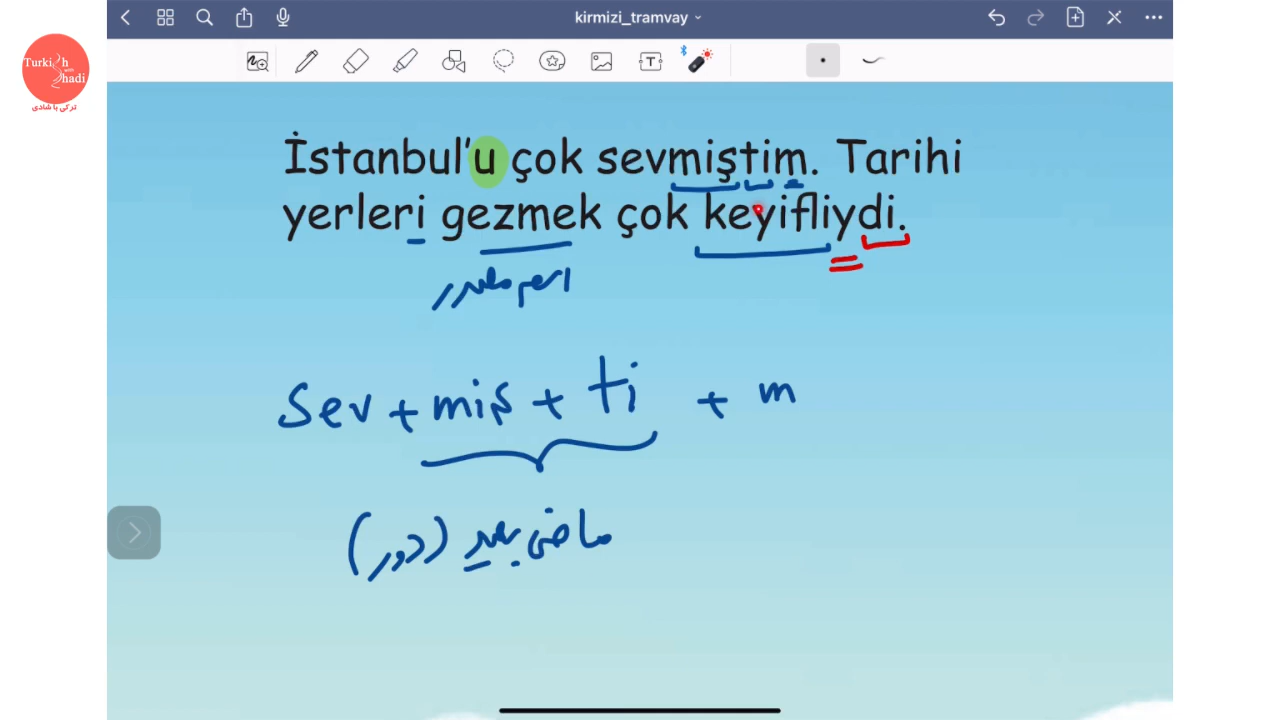 kirmizi_tramvay
Turkish
with
Shadi
ترکی با شادی
İstanbul'u çok sevmiştim. Tarihi
yerleri gezmek çok keyifliydi.
اسم مصدر
Sev + miş + ti + m
ماضی بعید (دور)